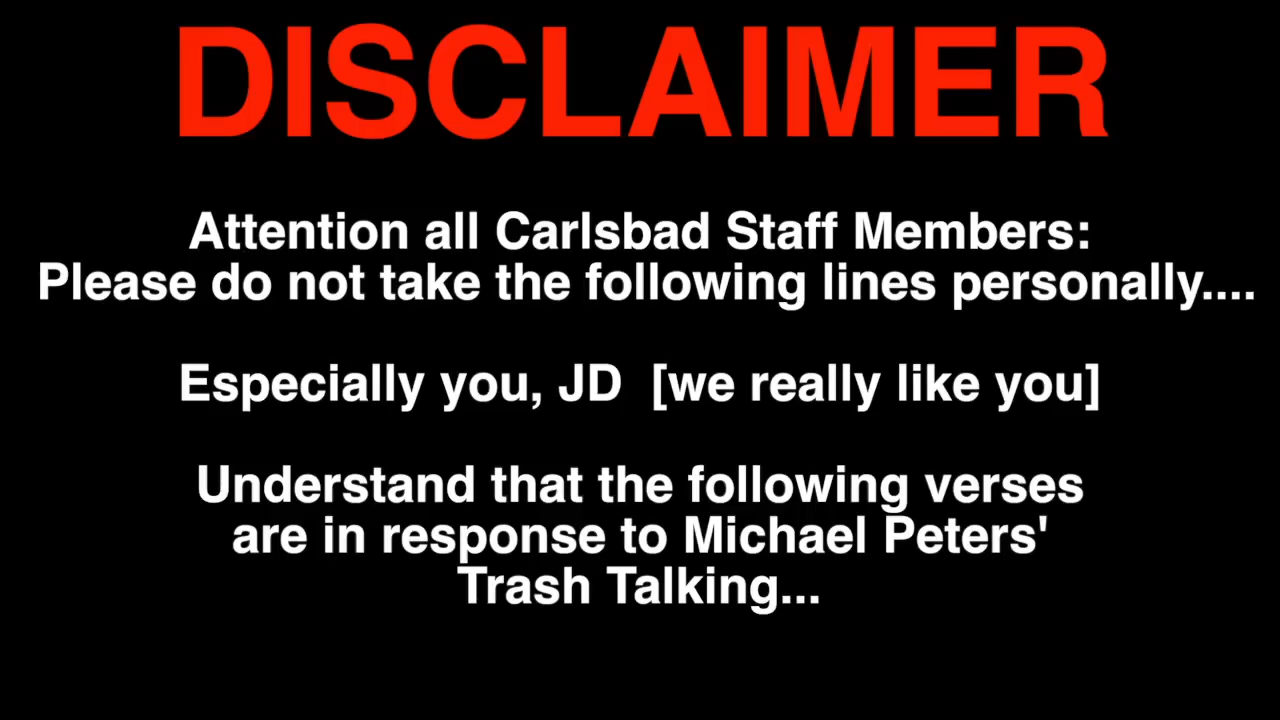 DISCLAIMER
Attention all Carlsbad Staff Members:
Please do not take the following lines personally....
Especially you, JD  [we really like you]
Understand that the following verses
are in response to Michael Peters'
Trash Talking...